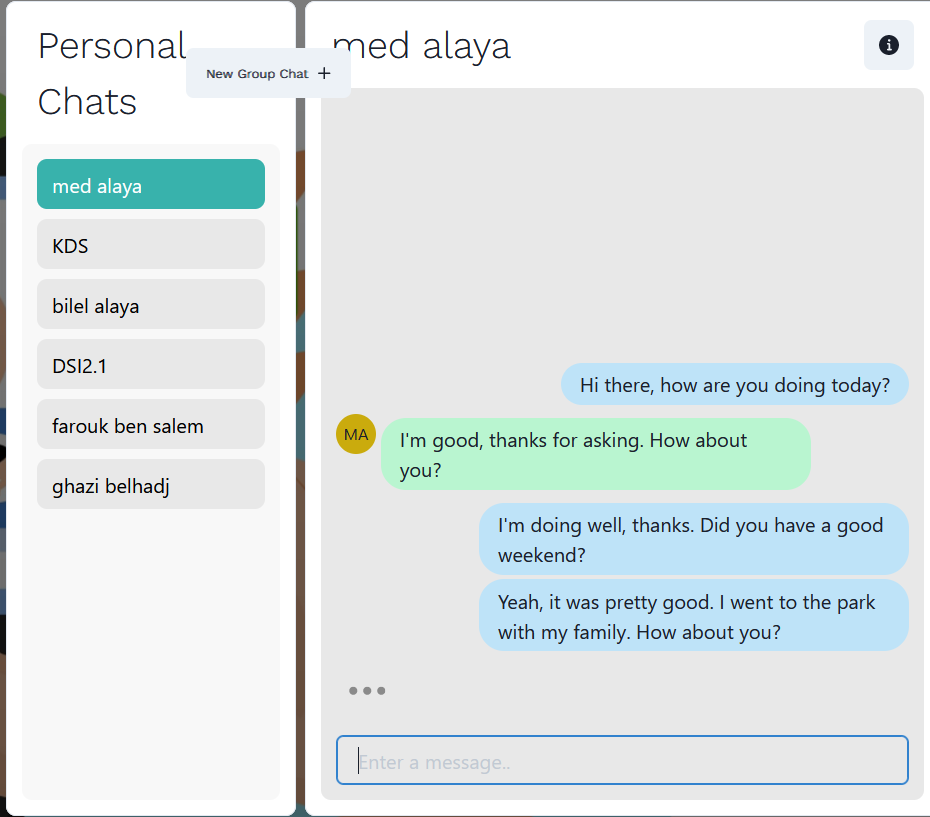 Personal
Chats
New Group Chat +
med alaya
med alaya
KDS
bilel alaya
DSI2.1
farouk ben salem
ghazi belhadj
Hi there, how are you doing today?
MA
I'm good, thanks for asking. How about
you?
I'm doing well, thanks. Did you have a good
weekend?
Yeah, it was pretty good. I went to the park
with my family. How about you?
Enter a message..